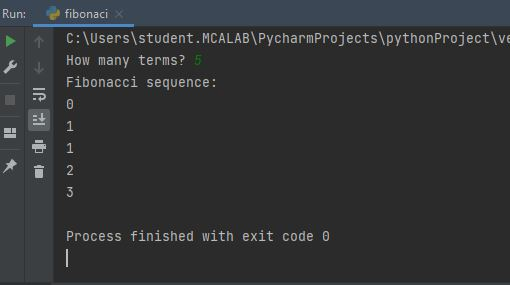 Run: fibonaci
C:\Users\student.MCALAB\PycharmProjects\pythonProject\ve
How many terms? 5
Fibonacci sequence:
0
1
1
2
3
Process finished with exit code 0